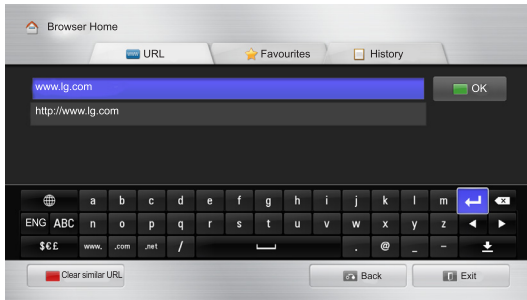 Browser Home
URL Favourites History
www.lg.com OK
http://www.lg.com
a b c d e f g h i j k l m
ENG ABC n o p q r s t u v w x y z
$€£ www. .com .net / . @ _ -
Clear similar URL Back Exit